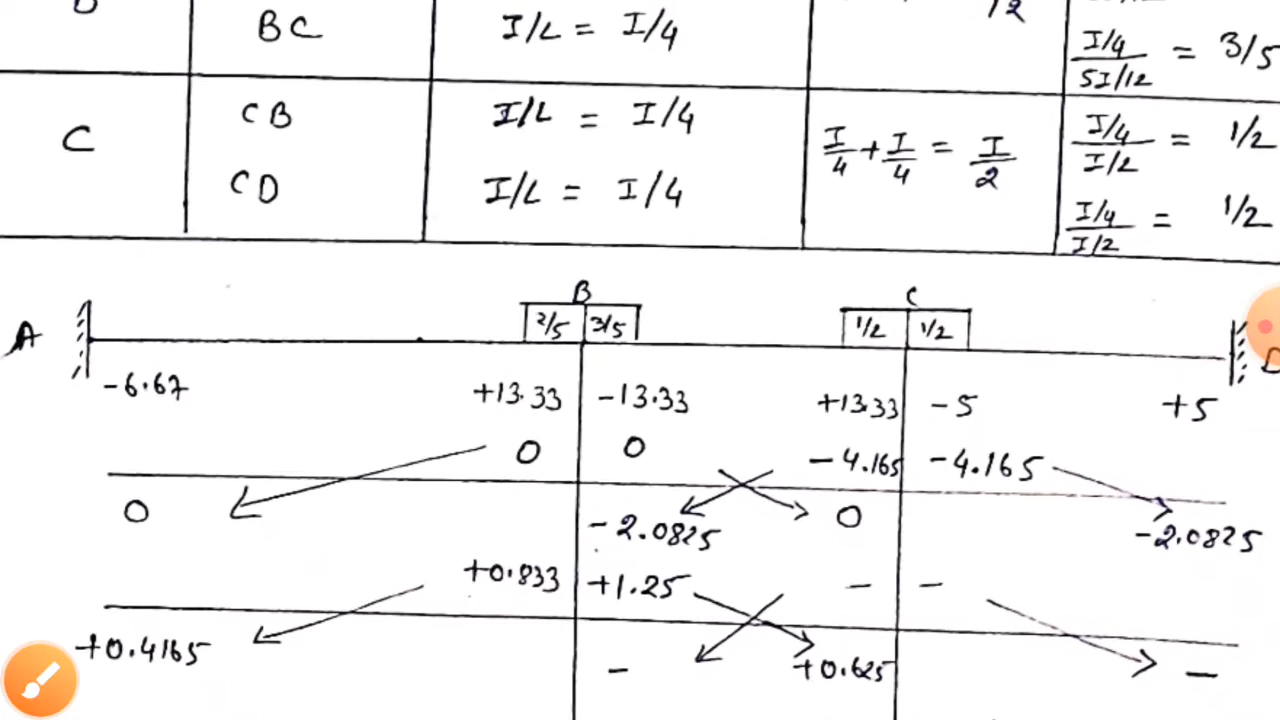 BC I/L = I/4 /2
I/4 / 5I/12 = 3/5
C CB I/L = I/4 I/4 + I/4 = I/2 I/4 / I/2 = 1/2
CD I/L = I/4 I/4 / I/2 = 1/2
B C
A 2/5 3/5 1/2 1/2 D
-6.67 +13.33 -13.33 +13.33 -5 +5
0 0 -4.165 -4.165
0 -2.0825 0 -2.0825
+0.833 +1.25 - -
+0.4165 - +0.625 -